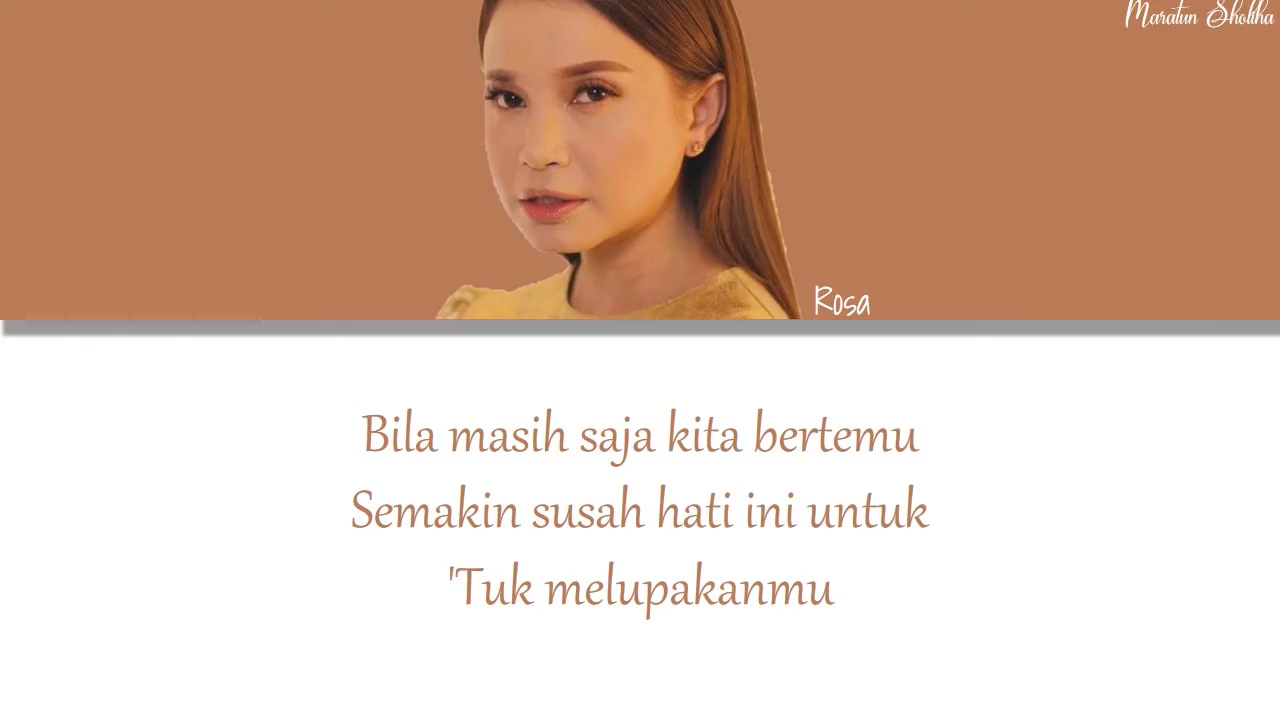 Maratun Sholiha
Rosa
Bila masih saja kita bertemu
Semakin susah hati ini untuk
'Tuk melupakanmu